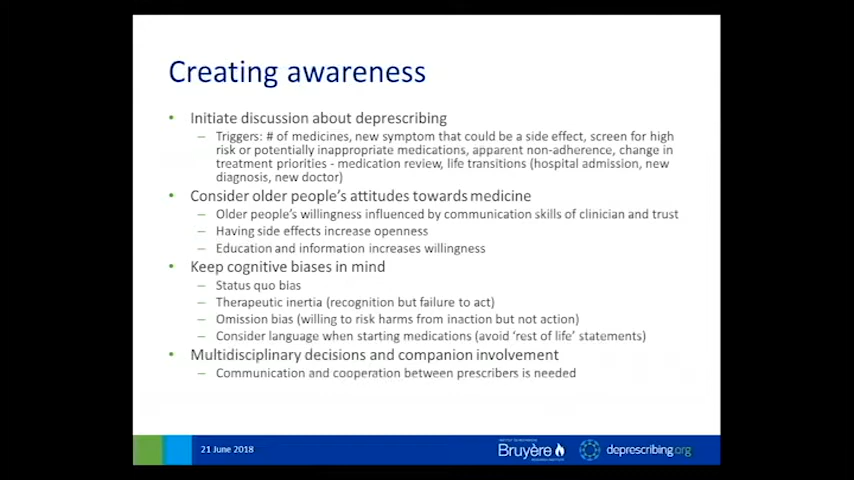 Creating awareness
• Initiate discussion about deprescribing
– Triggers: # of medicines, new symptom that could be a side effect, screen for high
risk or potentially inappropriate medications, apparent non-adherence, change in
treatment priorities - medication review, life transitions (hospital admission, new
diagnosis, new doctor)
• Consider older people's attitudes towards medicine
– Older people's willingness influenced by communication skills of clinician and trust
– Having side effects increase openness
– Education and information increases willingness
• Keep cognitive biases in mind
– Status quo bias
– Therapeutic inertia (recognition but failure to act)
– Omission bias (willing to risk harms from inaction but not action)
– Consider language when starting medications (avoid 'rest of life' statements)
• Multidisciplinary decisions and companion involvement
– Communication and cooperation between prescribers is needed
21 June 2018
Bruyère
deprescribing.org